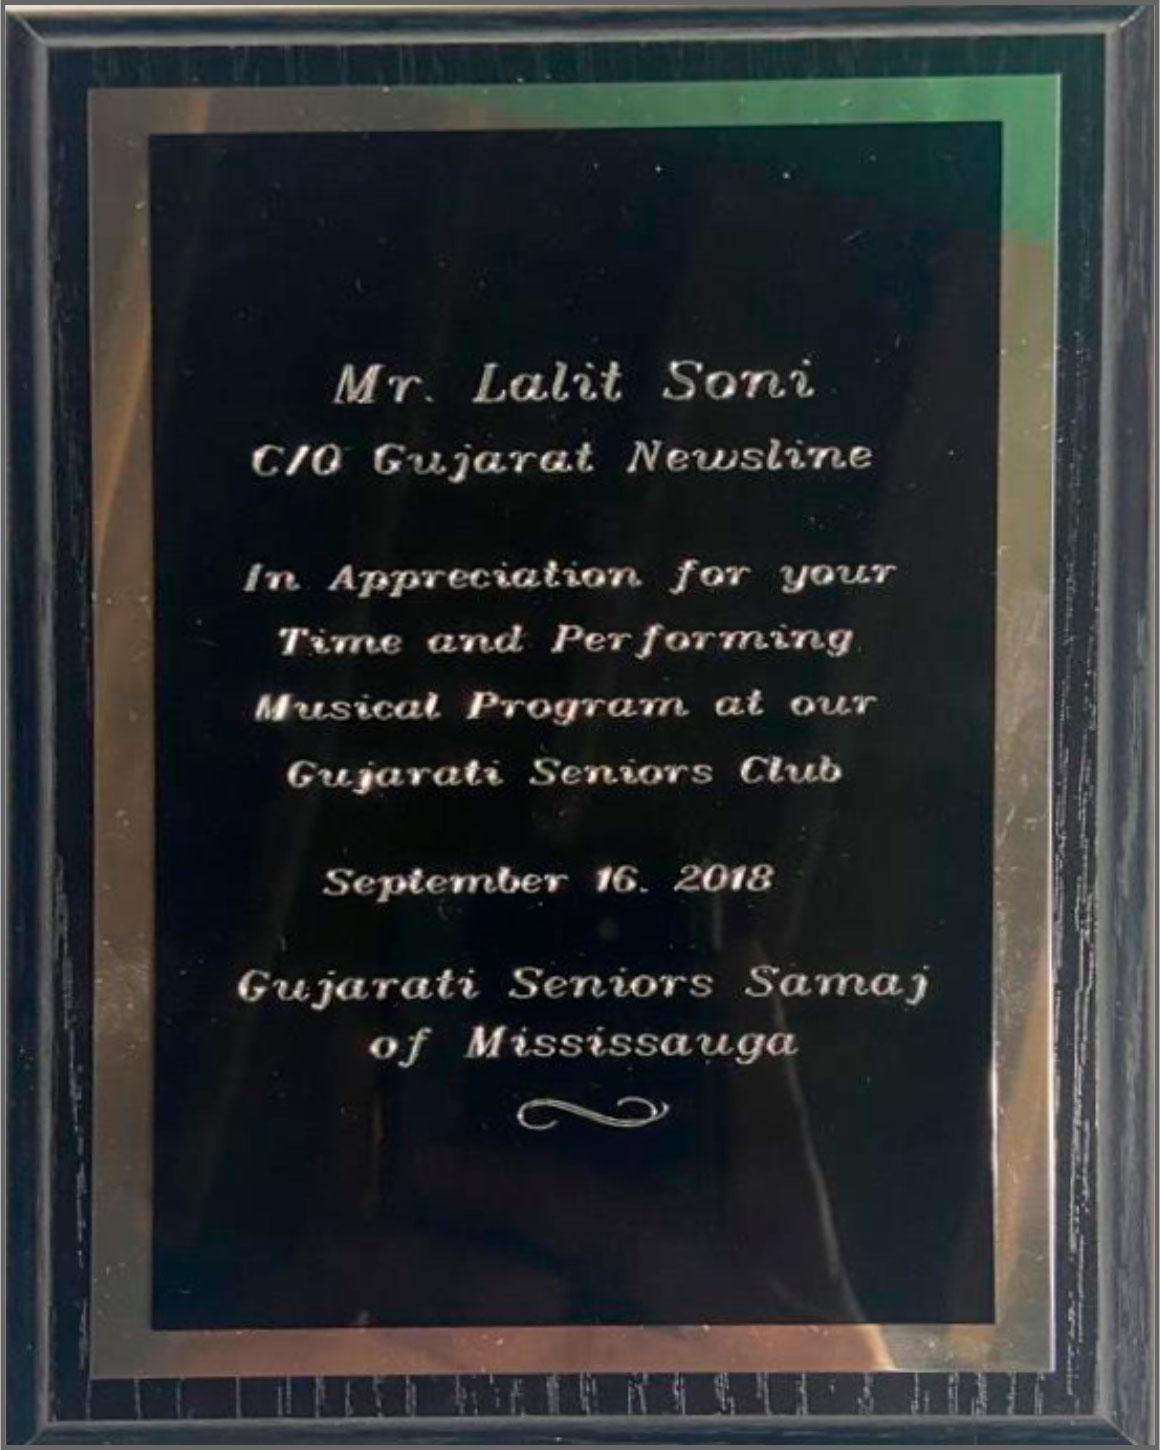 Mr. Lalit Soni
C/O Gujarat Newsline
In Appreciation for your
Time and Performing
Musical Program at our
Gujarati Seniors Club
September 16. 2018
Gujarati Seniors Samaj
of Mississauga